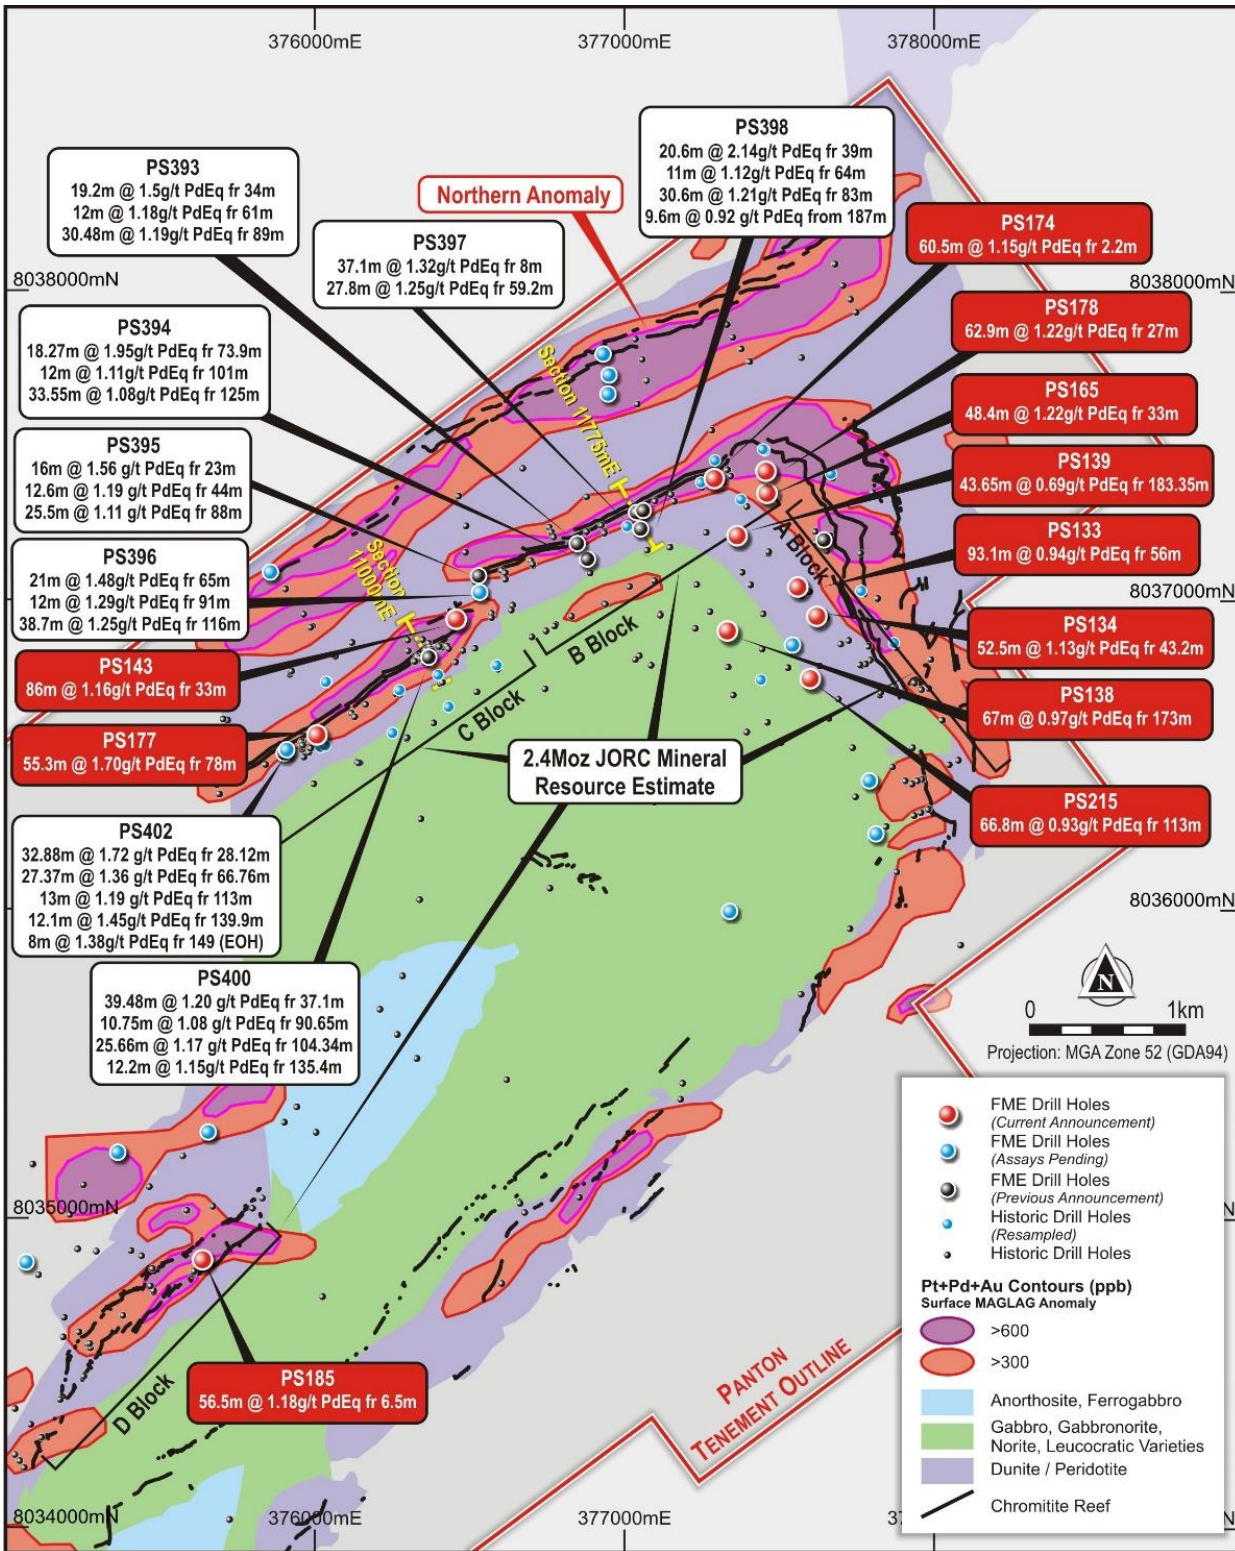 376000mE
377000mE
378000mE
PS398
20.6m @ 2.14g/t PdEq fr 39m
11m @ 1.12g/t PdEq fr 64m
30.6m @ 1.21g/t PdEq fr 83m
9.6m @ 0.92 g/t PdEq from 187m
PS393
19.2m @ 1.5g/t PdEq fr 34m
12m @ 1.18g/t PdEq fr 61m
30.48m @ 1.19g/t PdEq fr 89m
Northern Anomaly
PS397
37.1m @ 1.32g/t PdEq fr 8m
27.8m @ 1.25g/t PdEq fr 59.2m
PS174
60.5m @ 1.15g/t PdEq fr 2.2m
8038000mN
8038000mN
PS178
62.9m @ 1.22g/t PdEq fr 27m
PS394
18.27m @ 1.95g/t PdEq fr 73.9m
12m @ 1.11g/t PdEq fr 101m
33.55m @ 1.08g/t PdEq fr 125m
Section 11775mE
PS165
48.4m @ 1.22g/t PdEq fr 33m
PS395
16m @ 1.56 g/t PdEq fr 23m
12.6m @ 1.19 g/t PdEq fr 44m
25.5m @ 1.11 g/t PdEq fr 88m
PS139
43.65m @ 0.69g/t PdEq fr 183.35m
PS133
93.1m @ 0.94g/t PdEq fr 56m
A Block
PS396
21m @ 1.48g/t PdEq fr 65m
12m @ 1.29g/t PdEq fr 91m
38.7m @ 1.25g/t PdEq fr 116m
Section
11000mE
8037000mN
PS134
52.5m @ 1.13g/t PdEq fr 43.2m
B Block
PS143
86m @ 1.16g/t PdEq fr 33m
PS138
67m @ 0.97g/t PdEq fr 173m
C Block
PS177
55.3m @ 1.70g/t PdEq fr 78m
2.4Moz JORC Mineral
Resource Estimate
PS215
66.8m @ 0.93g/t PdEq fr 113m
PS402
32.88m @ 1.72 g/t PdEq fr 28.12m
27.37m @ 1.36 g/t PdEq fr 66.76m
13m @ 1.19 g/t PdEq fr 113m
12.1m @ 1.45g/t PdEq fr 139.9m
8m @ 1.38g/t PdEq fr 149 (EOH)
8036000mN
PS400
39.48m @ 1.20 g/t PdEq fr 37.1m
10.75m @ 1.08 g/t PdEq fr 90.65m
25.66m @ 1.17 g/t PdEq fr 104.34m
12.2m @ 1.15g/t PdEq fr 135.4m
N
0 1km
Projection: MGA Zone 52 (GDA94)
FME Drill Holes
(Current Announcement)
FME Drill Holes
(Assays Pending)
FME Drill Holes
(Previous Announcement)
Historic Drill Holes
(Resampled)
Historic Drill Holes
Pt+Pd+Au Contours (ppb)
Surface MAGLAG Anomaly
>600
>300
Anorthosite, Ferrogabbro
Gabbro, Gabbronorite,
Norite, Leucocratic Varieties
Dunite / Peridotite
Chromitite Reef
8035000mN
PS185
56.5m @ 1.18g/t PdEq fr 6.5m
D Block
PANTON
TENEMENT OUTLINE
8034000mN
376000mE
377000mE